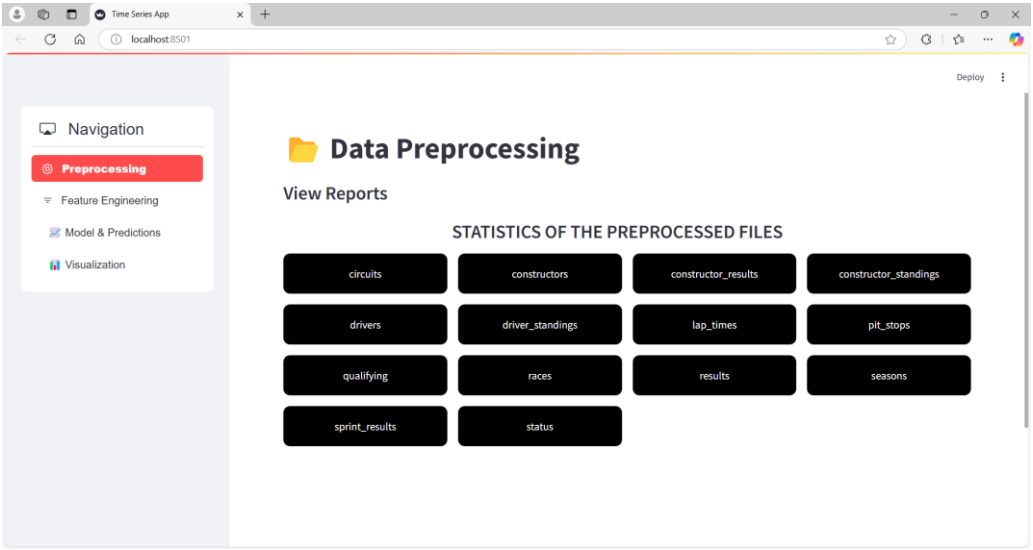 Time Series App
localhost:8501
Deploy
Navigation
Preprocessing
Feature Engineering
Model & Predictions
Visualization
Data Preprocessing
View Reports
STATISTICS OF THE PREPROCESSED FILES
circuits constructors constructor_results constructor_standings
drivers driver_standings lap_times pit_stops
qualifying races results seasons
sprint_results status